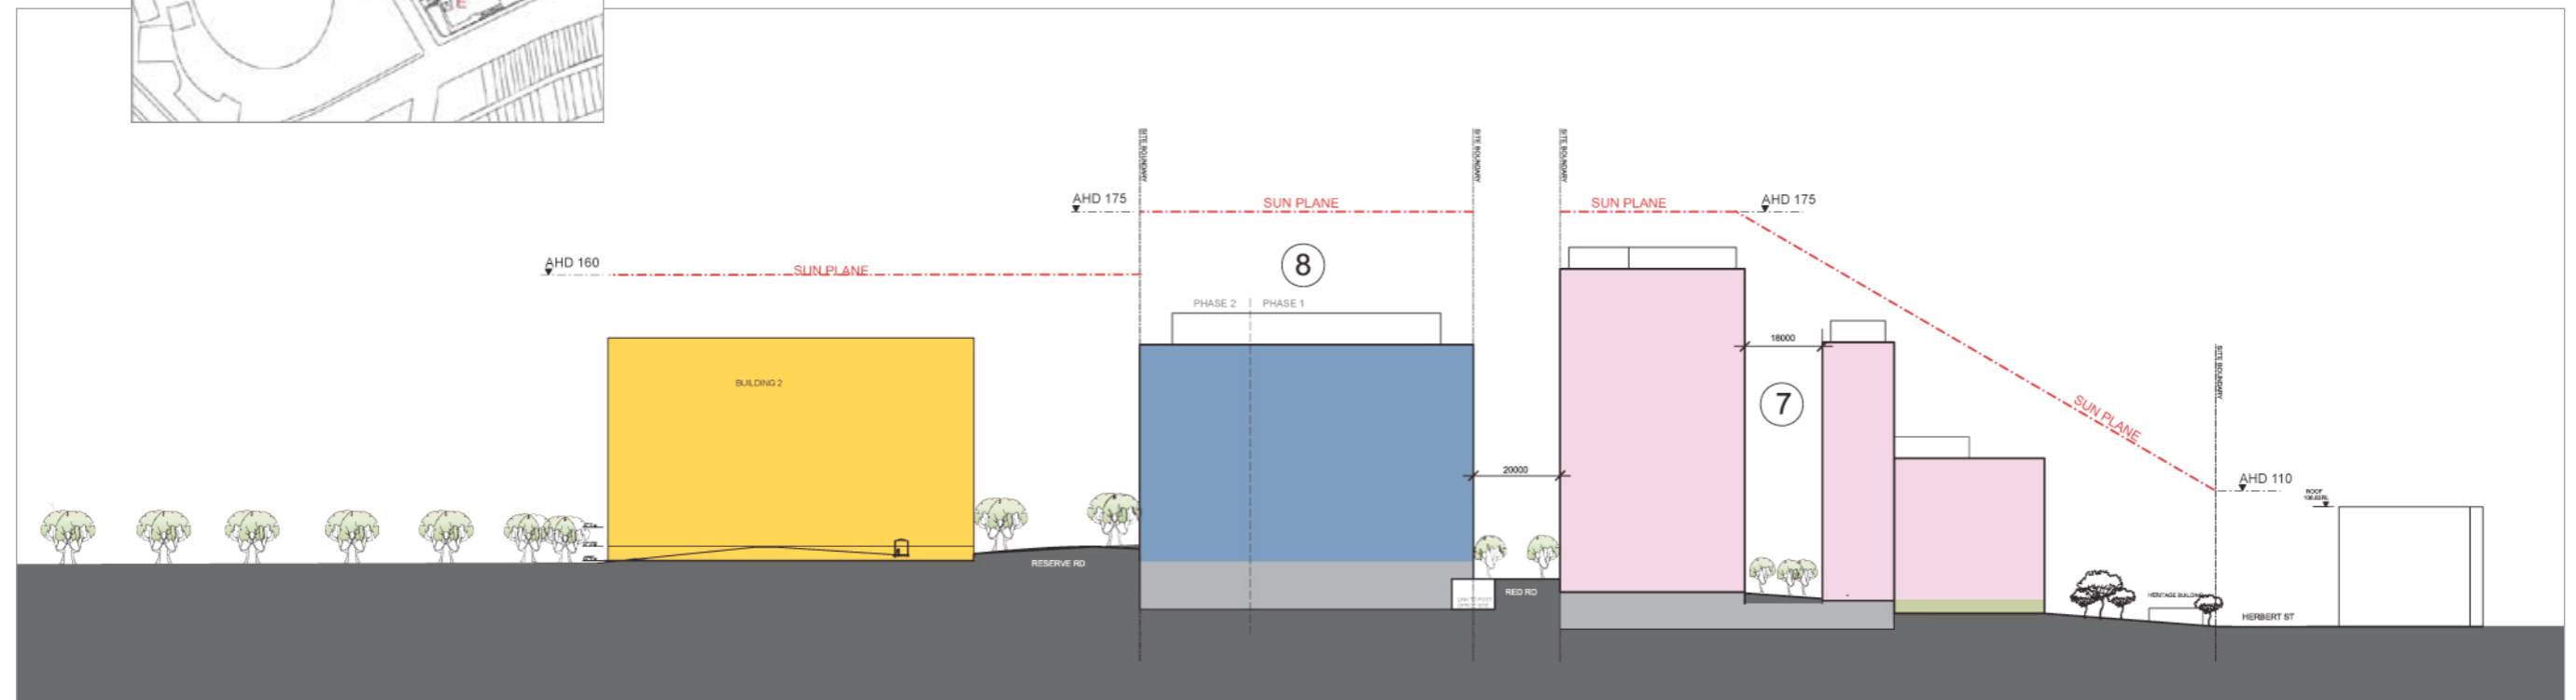 SITE BOUNDARY
SITE BOUNDARY
SITE BOUNDARY
AHD 175
SUN PLANE
SUN PLANE
AHD 175
AHD 160
SUN PLANE
8
PHASE 2
PHASE 1
18000
SITE BOUNDARY
BUILDING 2
7
SUN PLANE
20000
AHD 110
ROOF
RESERVE RD
RED RD
HERITAGE BUILDING
HERBERT ST